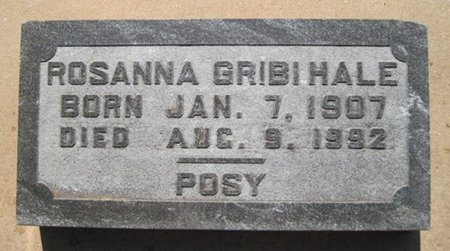 ROSANNA GRIBI HALE
BORN JAN. 7, 1907
DIED AUG. 9, 1992
POSY